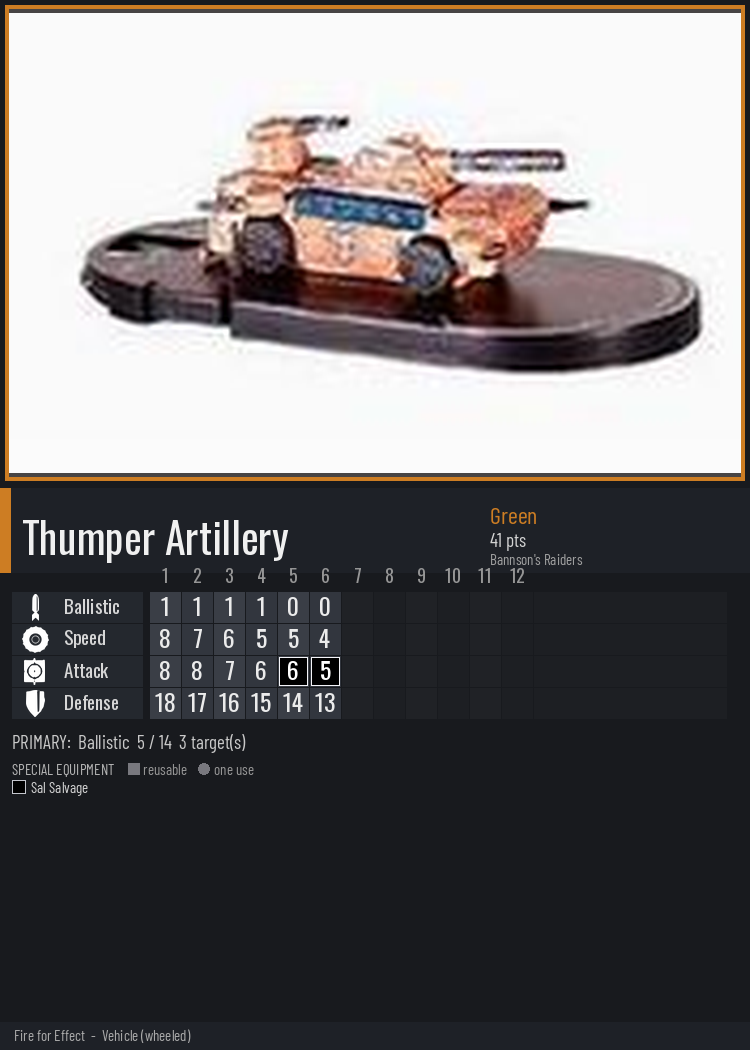 Thumper Artillery
Green
41 pts
Bannson's Raiders
1 2 3 4 5 6 7 8 9 10 11 12
Ballistic 1 1 1 1 0 0
Speed 8 7 6 5 5 4
Attack 8 8 7 6 6 5
Defense 18 17 16 15 14 13
PRIMARY: Ballistic 5 / 14 3 target(s)
SPECIAL EQUIPMENT reusable one use
Sal Salvage
Fire for Effect - Vehicle (wheeled)